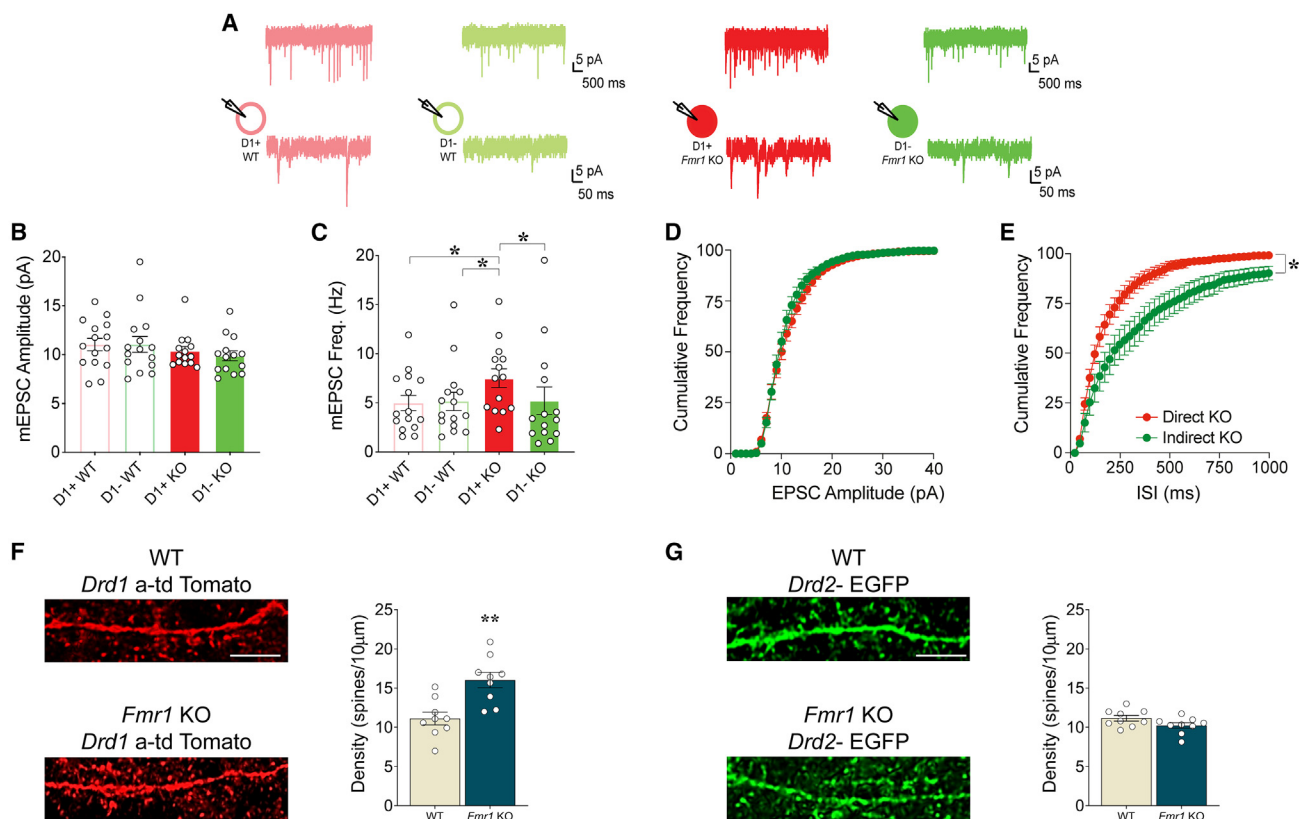 A
5 pA
500 ms
5 pA
500 ms
D1+
WT
D1-
WT
D1+
Fmr1 KO
D1-
Fmr1 KO
5 pA
50 ms
5 pA
50 ms
B
mEPSC Amplitude (pA)
20
15
10
5
0
D1+ WT
D1- WT
D1+ KO
D1- KO
C
mEPSC Freq. (Hz)
20
15
10
5
0
*
*
*
D1+ WT
D1- WT
D1+ KO
D1- KO
D
Cumulative Frequency
100
75
50
25
0
0 10 20 30 40
EPSC Amplitude (pA)
E
Cumulative Frequency
100
75
50
25
0
*
Direct KO
Indirect KO
250 500 750 1000
ISI (ms)
F
WT
Drd1 a-td Tomato
Fmr1 KO
Drd1 a-td Tomato
Density (spines/10μm)
25
20
15
10
5
0
**
WT Fmr1 KO
G
WT
Drd2- EGFP
Fmr1 KO
Drd2- EGFP
Density (spines/10μm)
25
20
15
10
5
0
WT Fmr1 KO